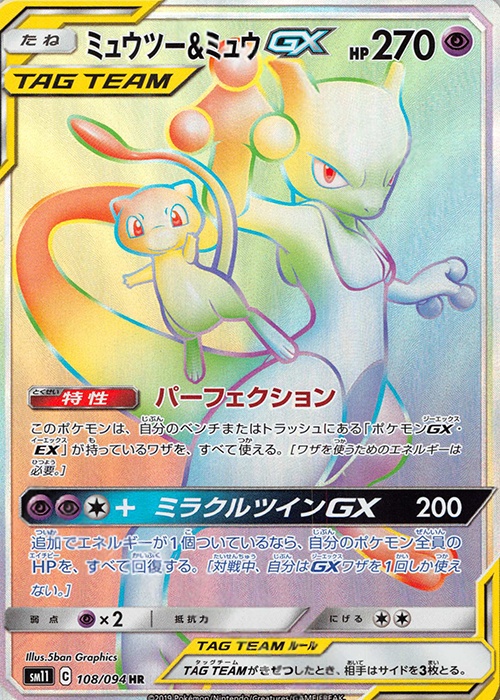 たね ミュウツー&ミュウGX HP270
TAG TEAM
とくせい
特性 パーフェクション
このポケモンは、自分のベンチまたはトラッシュにある「ポケモンGX・
EX」が持っているワザを、すべて使える。[ワザを使うためのエネルギーは
必要。]
+ ミラクルツインGX 200
追加でエネルギーが1個ついているなら、自分のポケモン全員の
HPを、すべて回復する。[対戦中、自分はGXワザを1回しか使え
ない。]
弱点 ×2 抵抗力 にげる
Illus.5ban Graphics
TAG TEAM ルール
sm11 C 108/094 HR
TAG TEAMがきぜつしたとき、相手はサイドを3枚とる。
©2019 Pokémon/Nintendo/Creatures/GAMEFREAK